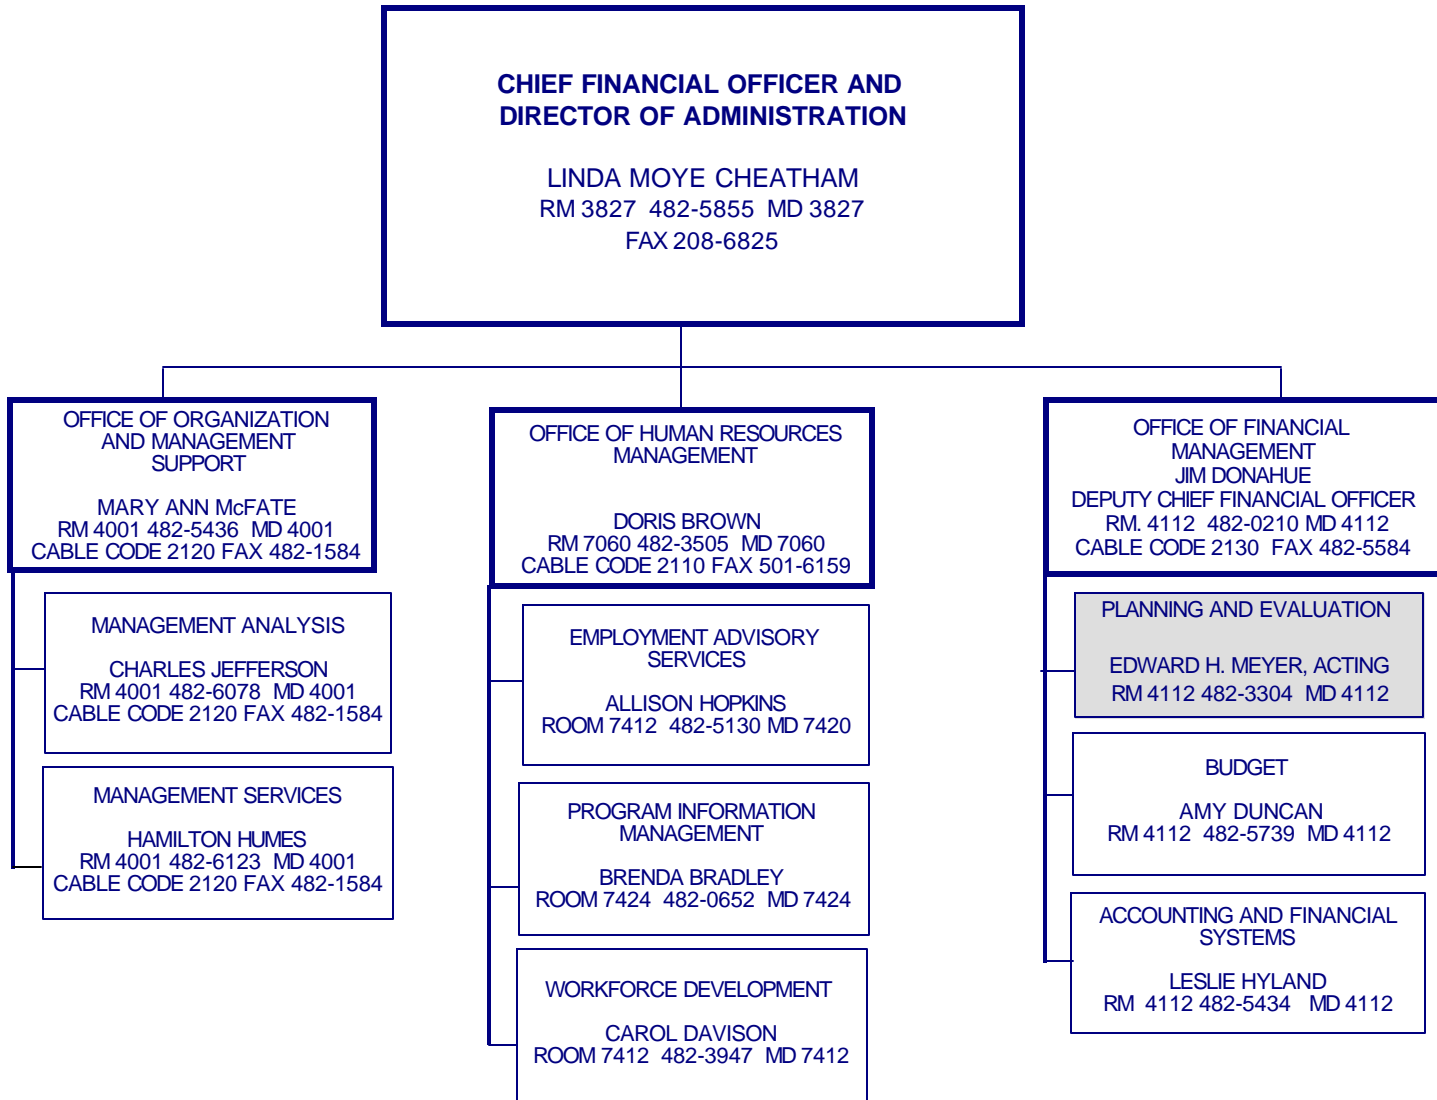 CHIEF FINANCIAL OFFICER AND
DIRECTOR OF ADMINISTRATION
LINDA MOYE CHEATHAM
RM 3827 482-5855 MD 3827
FAX 208-6825
OFFICE OF ORGANIZATION
AND MANAGEMENT
SUPPORT
MARY ANN McFATE
RM 4001 482-5436 MD 4001
CABLE CODE 2120 FAX 482-1584
MANAGEMENT ANALYSIS
CHARLES JEFFERSON
RM 4001 482-6078 MD 4001
CABLE CODE 2120 FAX 482-1584
MANAGEMENT SERVICES
HAMILTON HUMES
RM 4001 482-6123 MD 4001
CABLE CODE 2120 FAX 482-1584
OFFICE OF HUMAN RESOURCES
MANAGEMENT
DORIS BROWN
RM 7060 482-3505 MD 7060
CABLE CODE 2110 FAX 501-6159
EMPLOYMENT ADVISORY
SERVICES
ALLISON HOPKINS
ROOM 7412 482-5130 MD 7420
PROGRAM INFORMATION
MANAGEMENT
BRENDA BRADLEY
ROOM 7424 482-0652 MD 7424
WORKFORCE DEVELOPMENT
CAROL DAVISON
ROOM 7412 482-3947 MD 7412
OFFICE OF FINANCIAL
MANAGEMENT
JIM DONAHUE
DEPUTY CHIEF FINANCIAL OFFICER
RM. 4112 482-0210 MD 4112
CABLE CODE 2130 FAX 482-5584
PLANNING AND EVALUATION
EDWARD H. MEYER, ACTING
RM 4112 482-3304 MD 4112
BUDGET
AMY DUNCAN
RM 4112 482-5739 MD 4112
ACCOUNTING AND FINANCIAL
SYSTEMS
LESLIE HYLAND
RM 4112 482-5434 MD 4112